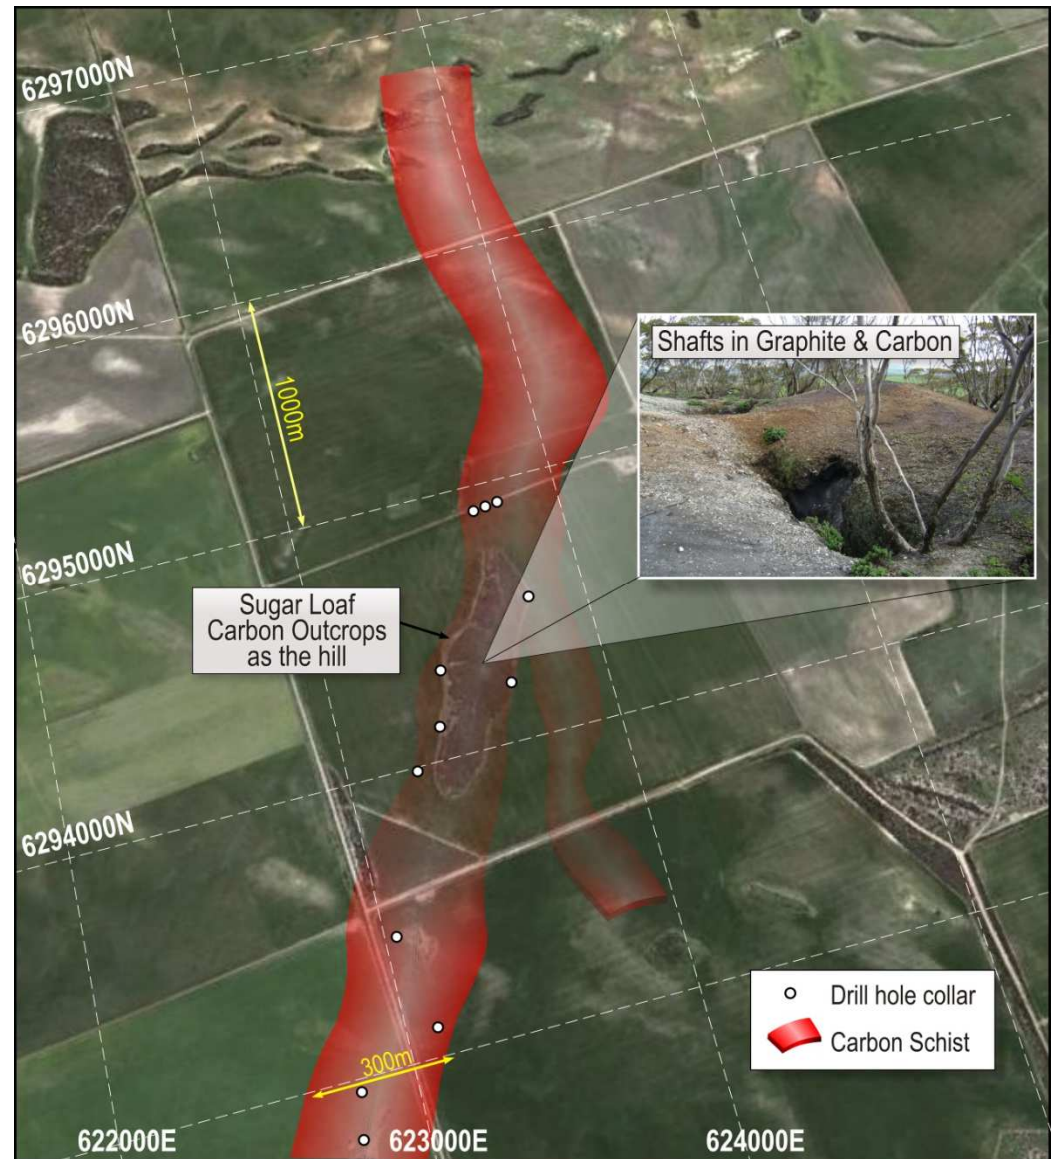 6297000N
6296000N
Shafts in Graphite & Carbon
1000m
6295000N
Sugar Loaf
Carbon Outcrops
as the hill
6294000N
Drill hole collar
Carbon Schist
300m
622000E
623000E
624000E